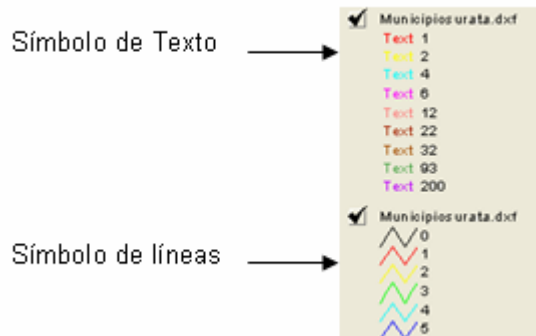 Municipiosurata.dxf
Símbolo de Texto
Text 1
Text 2
Text 4
Text 6
Text 12
Text 22
Text 32
Text 93
Text 200
Municipiosurata.dxf
0
Símbolo de líneas
1
2
3
4
5